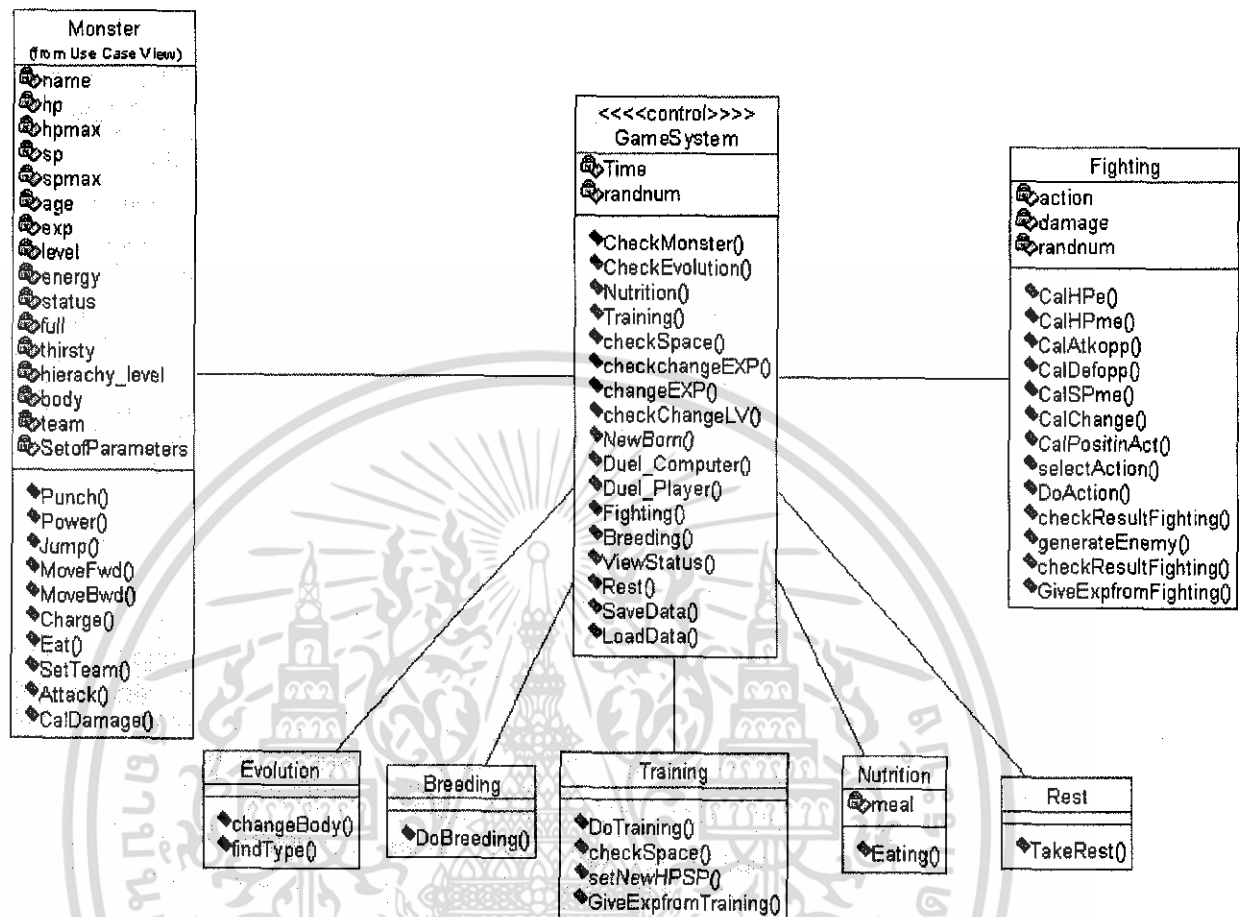 Monster
(from Use Case View)
name
hp
hpmax
sp
spmax
age
exp
level
energy
status
full
thirsty
hierachy_level
body
team
SetofParameters
Punch()
Power()
Jump()
MoveFwd()
MoveBwd()
Charge()
Eat()
SetTeam()
Attack()
CalDamage()
<<<<control>>>>
GameSystem
Time
randnum
CheckMonster()
CheckEvolution()
Nutrition()
Training()
checkSpace()
checkchangeEXP()
changeEXP()
checkChangeLV()
NewBorn()
Duel_Computer()
Duel_Player()
Fighting()
Breeding()
ViewStatus()
Rest()
SaveData()
LoadData()
Fighting
action
damage
randnum
CalHPe()
CalHPme()
CalAtkopp()
CalDefopp()
CalSPme()
CalChange()
CalPositinAct()
selectAction()
DoAction()
checkResultFighting()
generateEnemy()
checkResultFighting()
GiveExpfromFighting()
Evolution
changeBody()
findType()
Breeding
DoBreeding()
Training
DoTraining()
checkSpace()
setNewHPSP()
GiveExpfromTraining()
Nutrition
meal
Eating()
Rest
TakeRest()